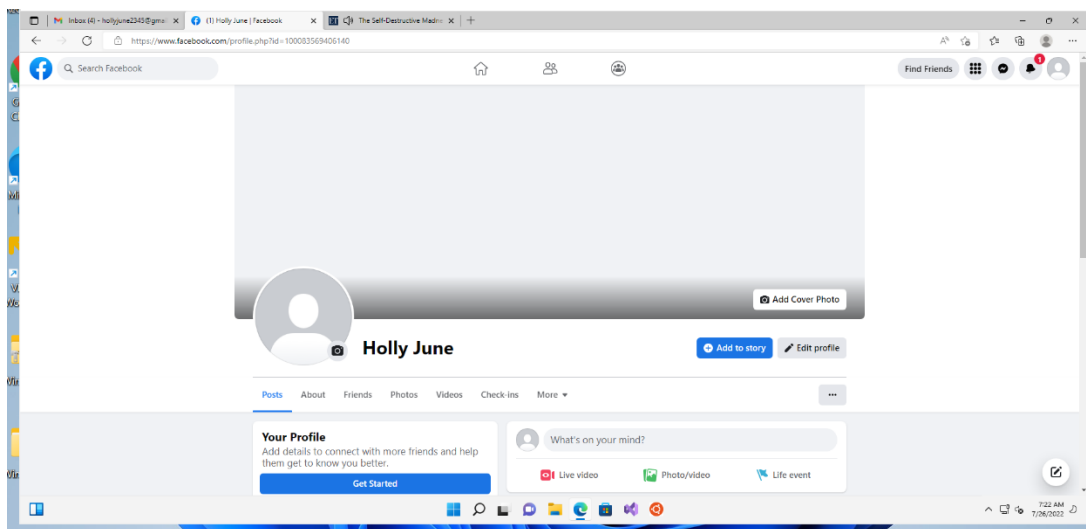 Inbox (4) - hollyjune2345@gmai
(1) Holly June | Facebook
The Self-Destructive Madne
https://www.facebook.com/profile.php?id=100083569406140
Search Facebook
Find Friends
1
Add Cover Photo
Holly June
Add to story
Edit profile
Posts About Friends Photos Videos Check-ins More
Your Profile
Add details to connect with more friends and help
them get to know you better.
Get Started
What's on your mind?
Live video
Photo/video
Life event
7:22 AM
7/26/2022